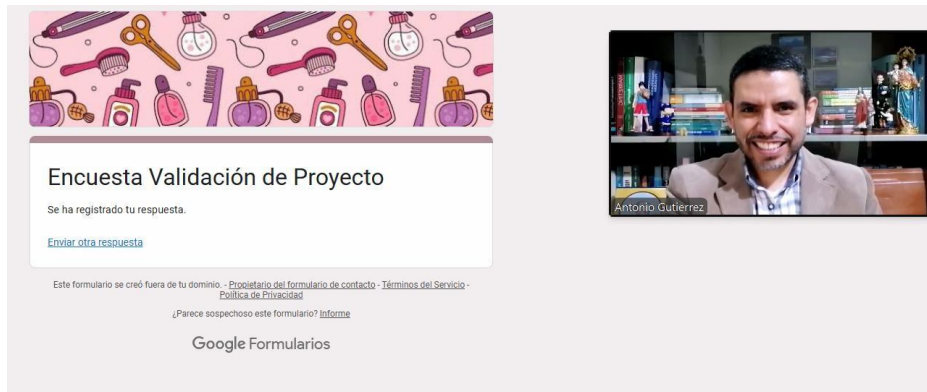 Encuesta Validación de Proyecto
Se ha registrado tu respuesta.
Enviar otra respuesta
Este formulario se creó fuera de tu dominio. - Propietario del formulario de contacto - Términos del Servicio -
Política de Privacidad
¿Parece sospechoso este formulario? Informe
Google Formularios
Antonio Gutierrez